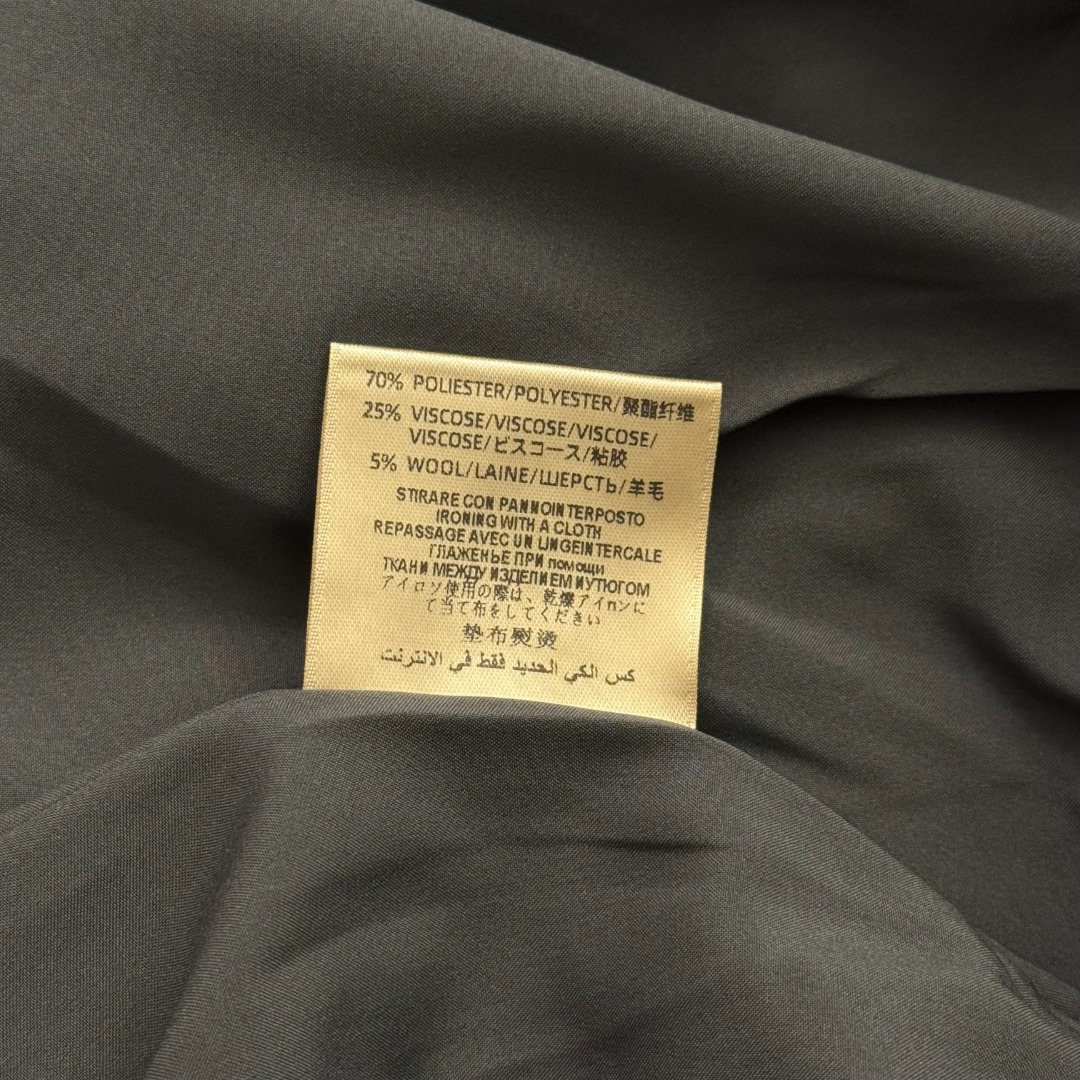 70% POLIESTER/POLYESTER/聚酯纤维
25% VISCOSE/VISCOSE/VISCOSE/
VISCOSE/ビスコース/粘胶
5% WOOL/LAINE/ШЕРСТЬ/羊毛
STIRARE CON PANNOINTERPOSTO
IRONING WITH A CLOTH
REPASSAGE AVEC UN LINGEINTERCALE
ГЛАЖЕНЬЕ ПРИ помощи
ТКАНИ МЕЖДУ ИЗДЕЛИЕМ ИУТЮГОМ
アイロン使用の際は、乾燥アイロンに
て当て布をしてください
垫布熨烫
كس الكي الحديد فقط في الانترنت